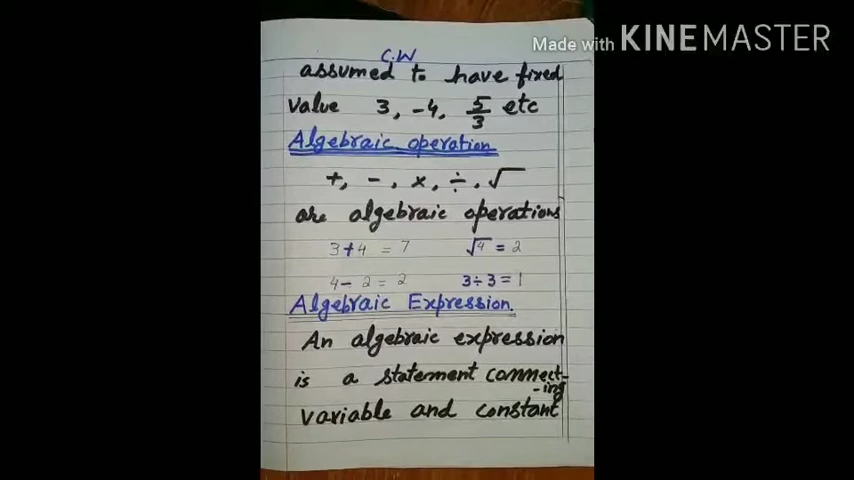 Made with KINEMASTER
C.W
assumed to have fixed
value 3, -4, 5/3 etc
Algebraic operation
+, -, ×, ÷, √
are algebraic operations
3+4 = 7 √4 = 2
4- 2 = 2 3÷3 = 1
Algebraic Expression.
An algebraic expression
is a statement connect-
-ing
variable and constant